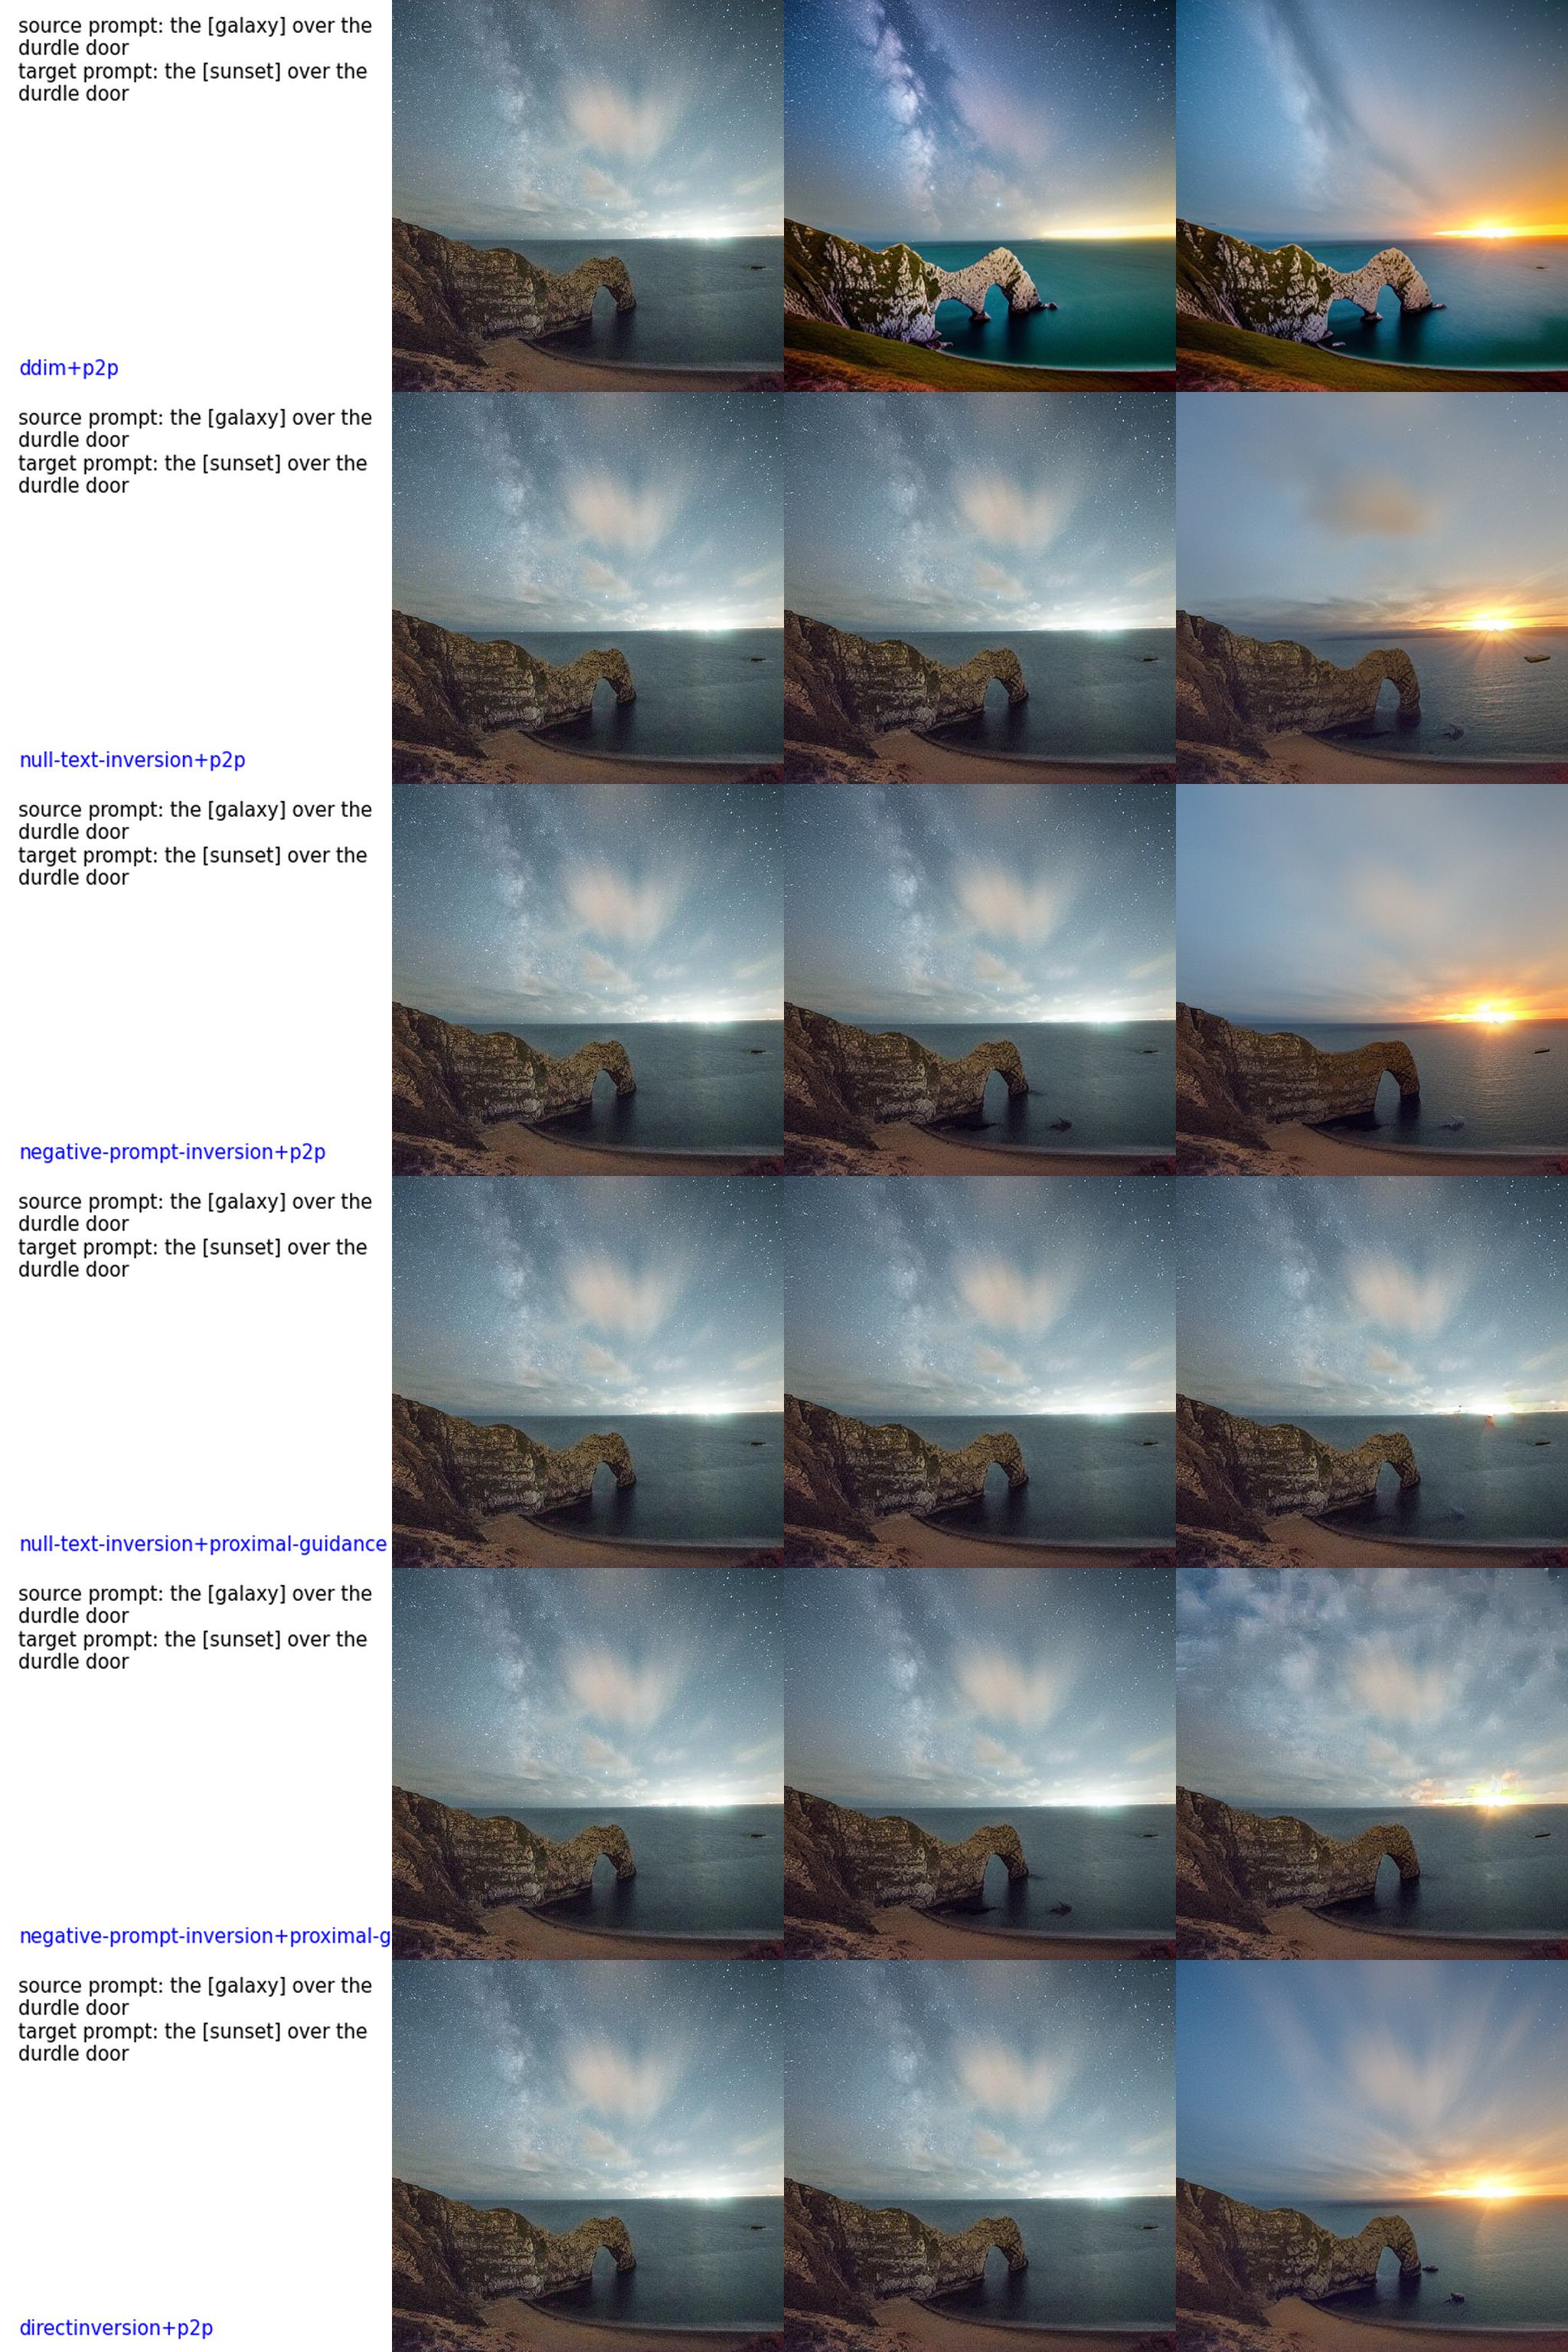 source prompt: the [galaxy] over the
durdle door
target prompt: the [sunset] over the
durdle door
ddim+p2p
source prompt: the [galaxy] over the
durdle door
target prompt: the [sunset] over the
durdle door
null-text-inversion+p2p
source prompt: the [galaxy] over the
durdle door
target prompt: the [sunset] over the
durdle door
negative-prompt-inversion+p2p
source prompt: the [galaxy] over the
durdle door
target prompt: the [sunset] over the
durdle door
null-text-inversion+proximal-guidance
source prompt: the [galaxy] over the
durdle door
target prompt: the [sunset] over the
durdle door
negative-prompt-inversion+proximal-g
source prompt: the [galaxy] over the
durdle door
target prompt: the [sunset] over the
durdle door
directinversion+p2p